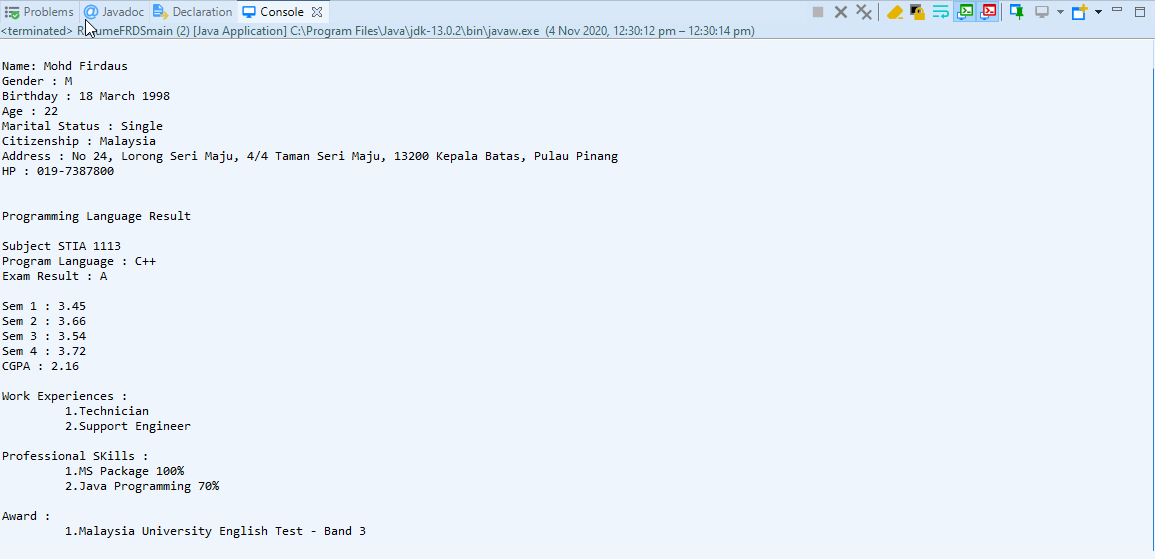 Problems @ Javadoc Declaration Console
<terminated> R umeFRDSmain (2) [Java Application] C:\Program Files\Java\jdk-13.0.2\bin\javaw.exe (4 Nov 2020, 12:30:12 pm – 12:30:14 pm)
Name: Mohd Firdaus
Gender : M
Birthday : 18 March 1998
Age : 22
Marital Status : Single
Citizenship : Malaysia
Address : No 24, Lorong Seri Maju, 4/4 Taman Seri Maju, 13200 Kepala Batas, Pulau Pinang
HP : 019-7387800
Programming Language Result
Subject STIA 1113
Program Language : C++
Exam Result : A
Sem 1 : 3.45
Sem 2 : 3.66
Sem 3 : 3.54
Sem 4 : 3.72
CGPA : 2.16
Work Experiences :
1.Technician
2.Support Engineer
Professional SKills :
1.MS Package 100%
2.Java Programming 70%
Award :
1.Malaysia University English Test - Band 3